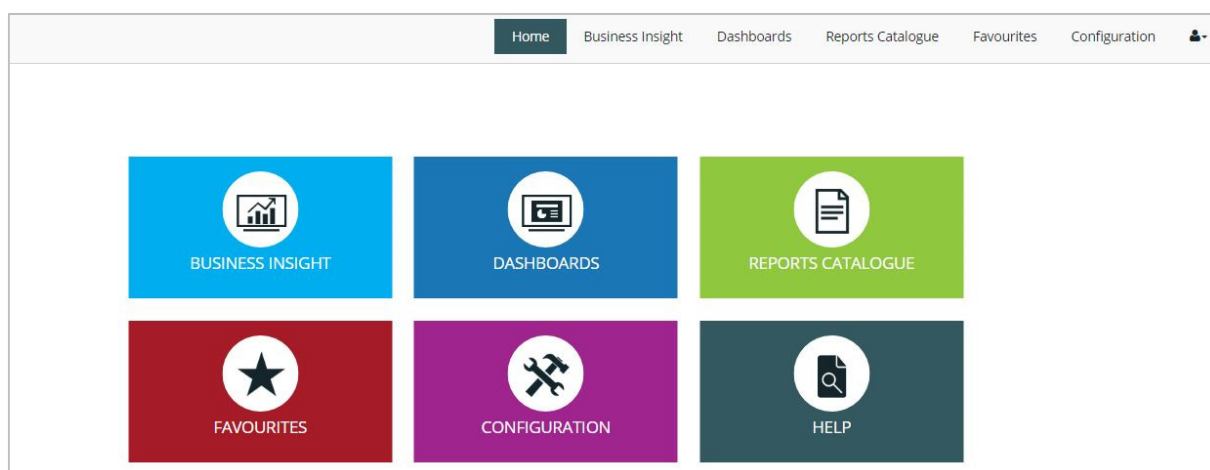 Home Business Insight Dashboards Reports Catalogue Favourites Configuration
BUSINESS INSIGHT DASHBOARDS REPORTS CATALOGUE
FAVOURITES CONFIGURATION HELP